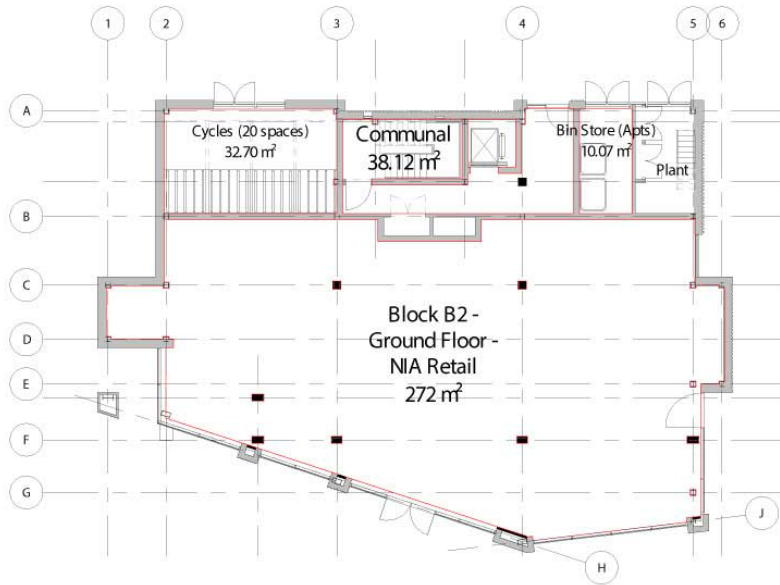 1
2
3
4
5
6
A
Cycles (20 spaces)
32.70 m²
Communal
38.12 m²
Bin Store (Apts)
10.07 m²
Plant
B
C
Block B2 -
Ground Floor -
NIA Retail
272 m²
D
E
F
G
J
H